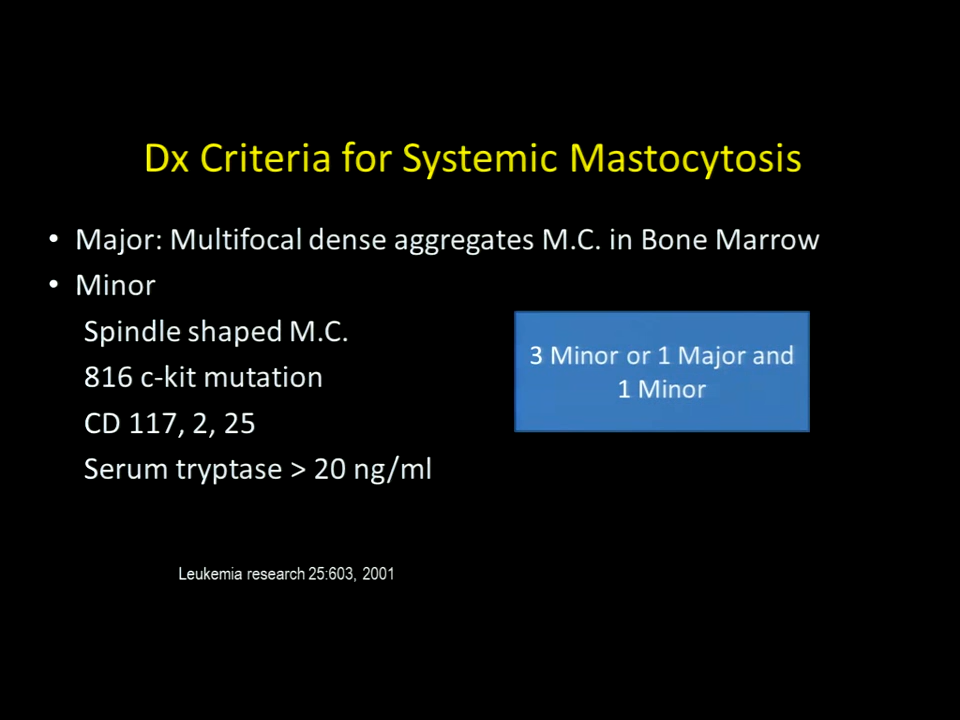 Dx Criteria for Systemic Mastocytosis
• Major: Multifocal dense aggregates M.C. in Bone Marrow
• Minor
Spindle shaped M.C.
816 c-kit mutation
CD 117, 2, 25
Serum tryptase > 20 ng/ml
3 Minor or 1 Major and
1 Minor
Leukemia research 25:603, 2001